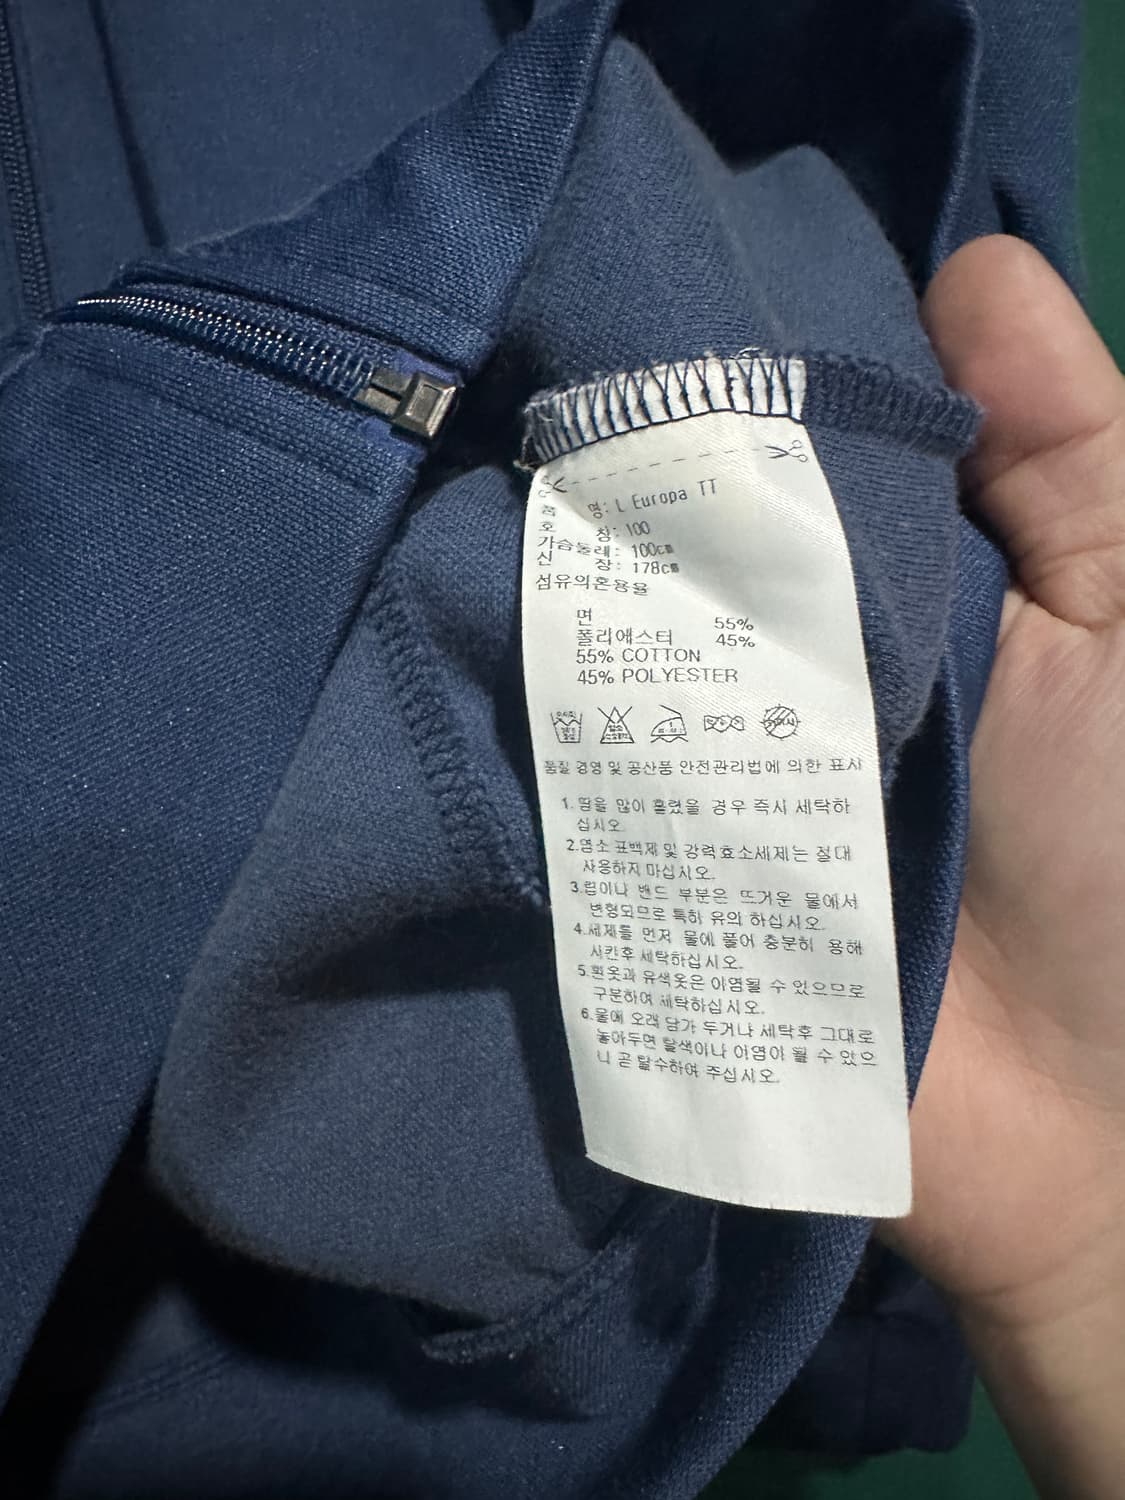 품 명: L Europa TT
호 칭: 100
가슴둘레: 100cm
신 장: 178cm
섬유의혼용율
면 55%
폴리에스터 45%
55% COTTON
45% POLYESTER
품질 경영 및 공산품 안전관리법에 의한 표시
1. 땀을 많이 흘렸을 경우 즉시 세탁하
십시오.
2.염소 표백제 및 강력효소세제는 절대
사용하지 마십시오.
3.립이나 밴드 부분은 뜨거운 물에서
변형되므로 특히 유의 하십시오.
4.세제를 먼저 물에 풀어 충분히 용해
시킨후 세탁하십시오.
5.흰옷과 유색옷은 이염될 수 있으므로
구분하여 세탁하십시오.
6.물에 오래 담가 두거나 세탁후 그대로
놓아두면 탈색이나 이염이 될 수 있으
니 곧 탈수하여 주십시오.